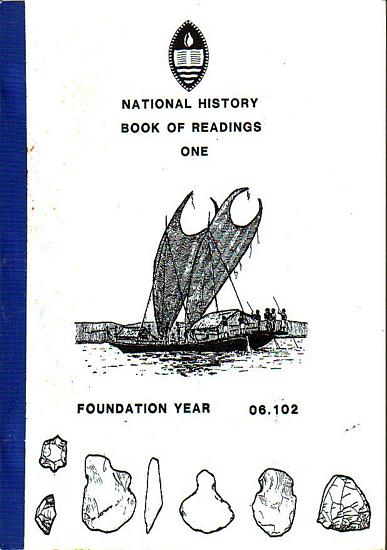 NATIONAL HISTORY
BOOK OF READINGS
ONE
FOUNDATION YEAR 06.102